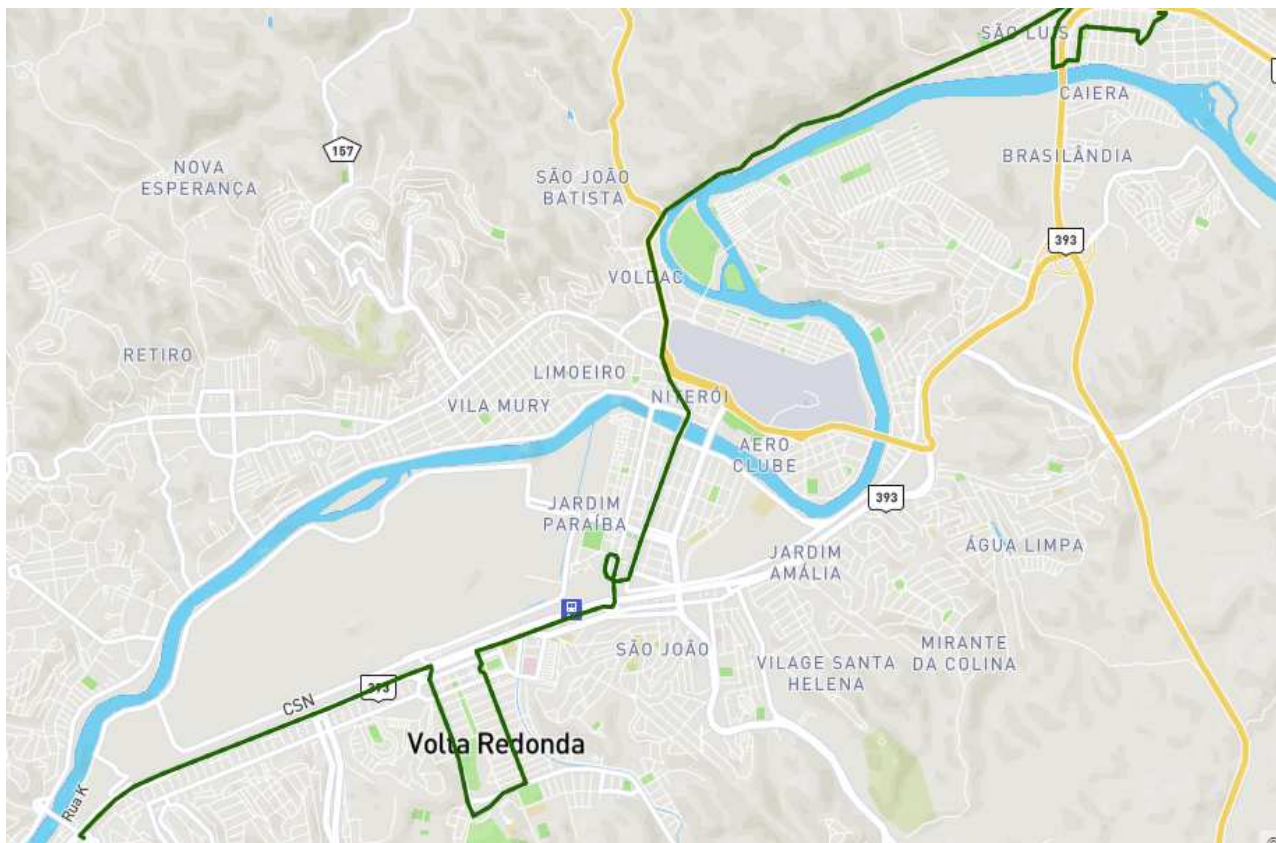 SÃO LUIS
CAIERA
157
NOVA
ESPERANÇA
SÃO JOÃO
BATISTA
BRASILÂNDIA
393
VOLDAC
RETIRO
LIMOEIRO
NITERÓI
VILA MURY
AERO
CLUBE
393
JARDIM
PARAÍBA
JARDIM
AMÁLIA
ÁGUA LIMPA
SÃO JOÃO
MIRANTE
DA COLINA
VILAGE SANTA
HELENA
393
CSN
Volta Redonda
Rua K